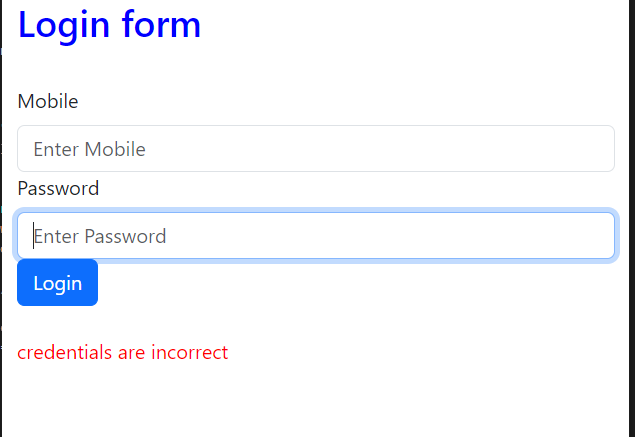 Login form
Mobile
Enter Mobile
Password
Enter Password
Login
credentials are incorrect